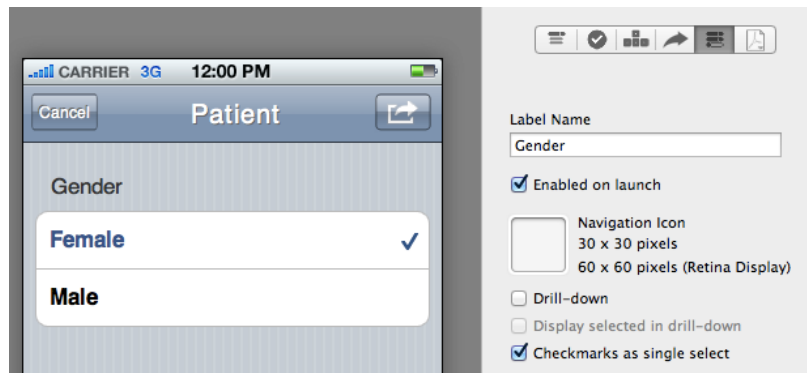 CARRIER 3G 12:00 PM
Cancel Patient
Gender
Female
Male
Label Name
Gender
Enabled on launch
Navigation Icon
30 x 30 pixels
60 x 60 pixels (Retina Display)
Drill-down
Display selected in drill-down
Checkmarks as single select